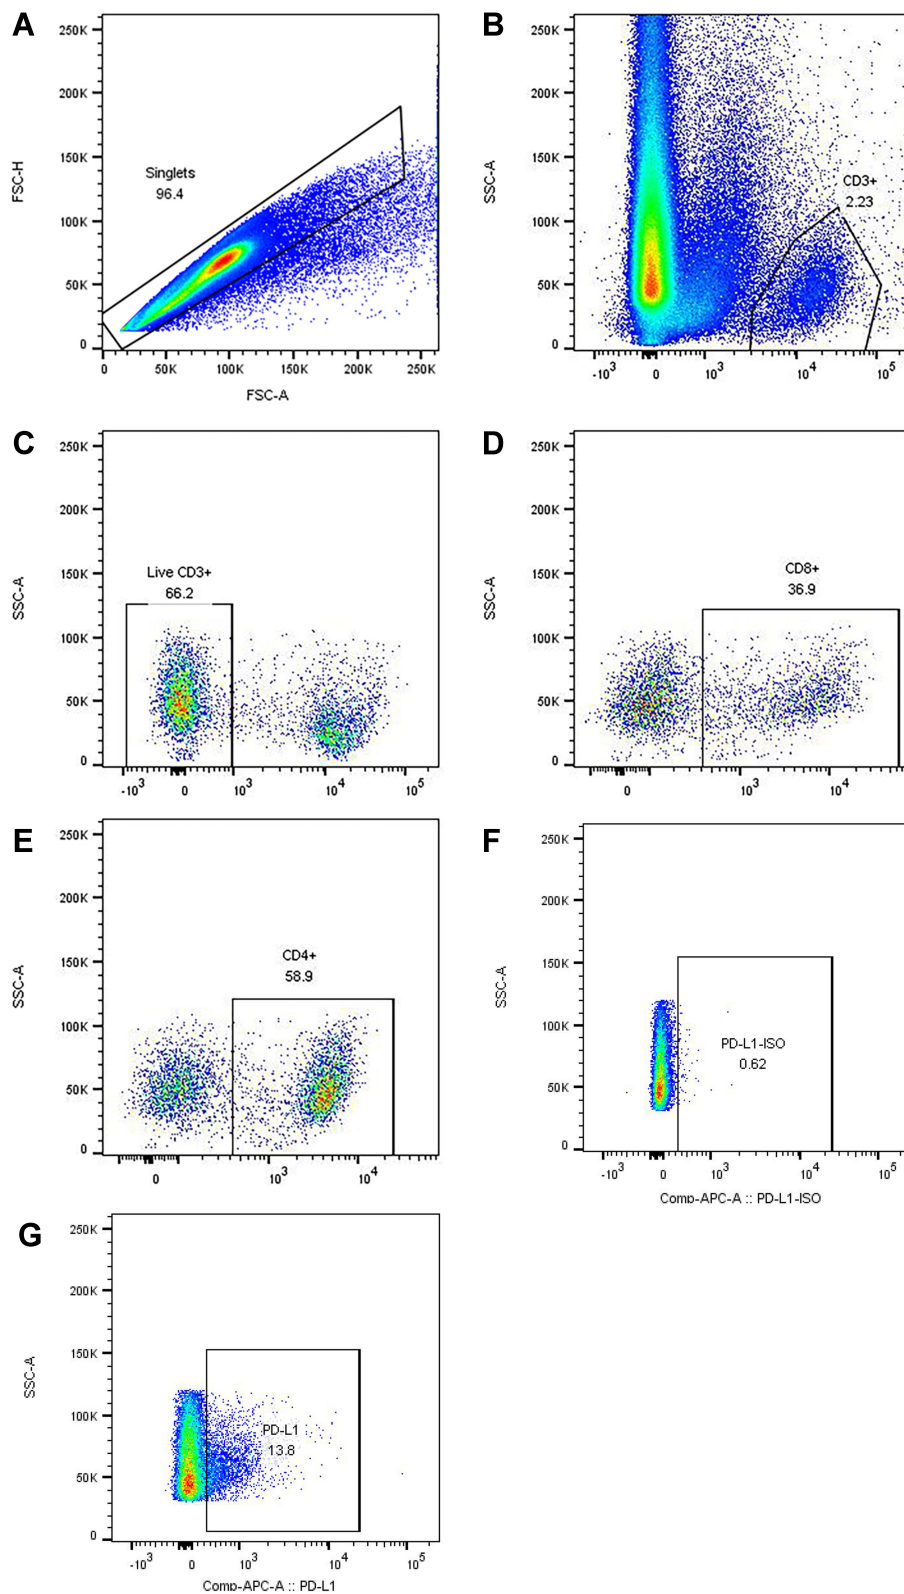 A
250K
200K
150K
100K
50K
0
FSC-H
Singlets
96.4
0 50K 100K 150K 200K 250K
FSC-A
B
250K
200K
150K
100K
50K
0
SSC-A
CD3+
2.23
-10³ 0 10³ 10⁴ 10⁵
C
250K
200K
150K
100K
50K
0
SSC-A
Live CD3+
66.2
-10³ 0 10³ 10⁴ 10⁵
D
250K
200K
150K
100K
50K
0
SSC-A
CD8+
36.9
0 10³ 10⁴
E
250K
200K
150K
100K
50K
0
SSC-A
CD4+
58.9
0 10³ 10⁴
F
250K
200K
150K
100K
50K
0
SSC-A
PD-L1-ISO
0.62
-10³ 0 10³ 10⁴ 10⁵
Comp-APC-A :: PD-L1-ISO
G
250K
200K
150K
100K
50K
0
SSC-A
PD-L1
13.8
-10³ 0 10³ 10⁴ 10⁵
Comp-APC-A :: PD-L1